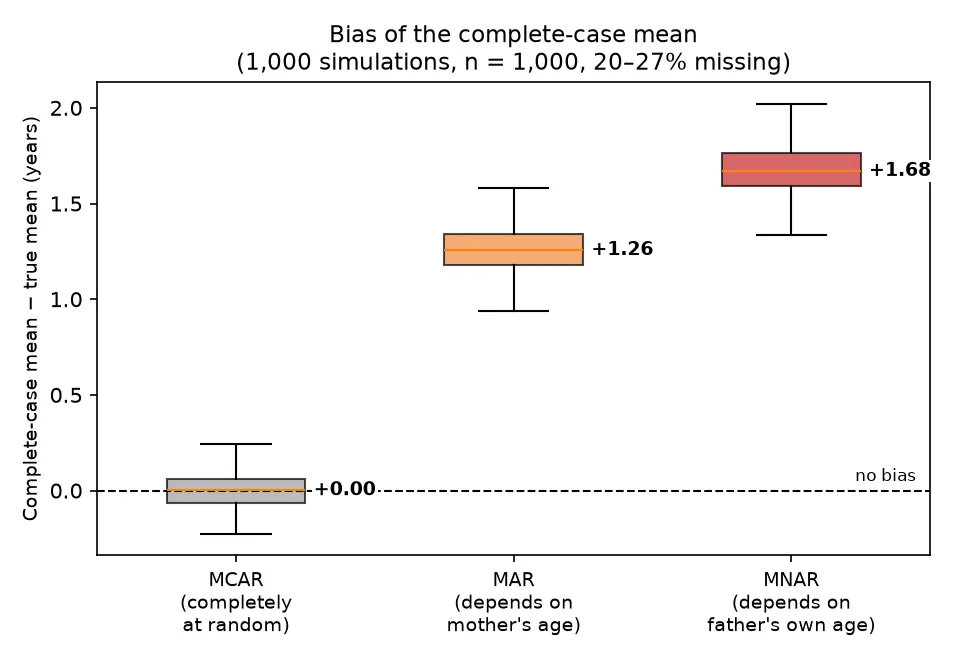 Bias of the complete-case mean
(1,000 simulations, n = 1,000, 20–27% missing)
Complete-case mean − true mean (years)
2.0
1.5
1.0
0.5
0.0
+1.68
+1.26
+0.00
no bias
MCAR
(completely
at random)
MAR
(depends on
mother's age)
MNAR
(depends on
father's own age)